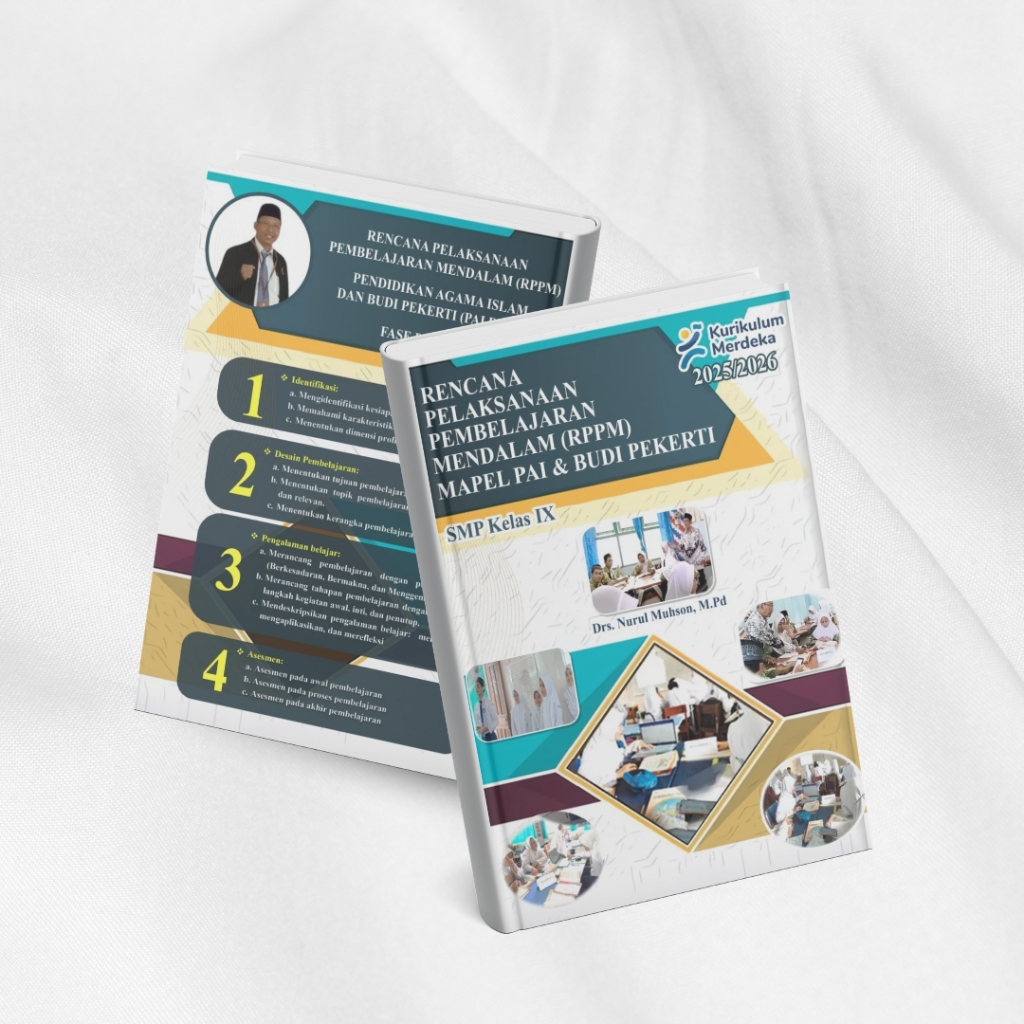 RENCANA PELAKSANAAN
PEMBELAJARAN MENDALAM (RPPM)
PENDIDIKAN AGAMA ISLAM
DAN BUDI PEKERTI
FASE
1
❖ Identifikasi:
a. Mengidentifikasi
b. Memahami
c. Menentukan dimensi
2
❖ Desain Pembelajaran:
a. Menentukan tujuan
b. Menentukan topik
dan relevan.
c. Menentukan kerangka
3
❖ Pengalaman belajar:
a. Merancang pembelajaran dengan
(Berkesadaran, Bermakna, dan
b. Merancang tahapan pembelajaran
langkah kegiatan awal, inti, dan penutup.
c. Mendeskripsikan pengalaman belajar:
mengaplikasikan, dan merefleksi
4
❖ Asesmen:
a. Asesmen pada awal pembelajaran
b. Asesmen pada proses pembelajaran
c. Asesmen pada akhir pembelajaran
Kurikulum
Merdeka
2025/2026
RENCANA
PELAKSANAAN
PEMBELAJARAN
MENDALAM (RPPM)
MAPEL PAI & BUDI PEKERTI
SMP Kelas IX
Drs. Nurul Muhson, M.Pd